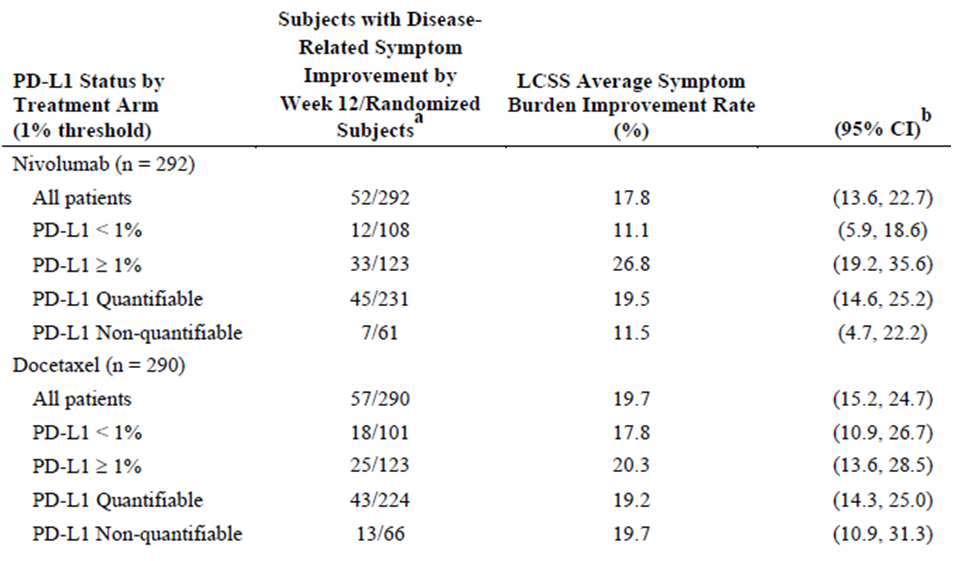 Subjects with Disease-
Related Symptom
Improvement by
Week 12/Randomized
Subjects a
PD-L1 Status by
Treatment Arm
(1% threshold)
LCSS Average Symptom
Burden Improvement Rate
(%)
(95% CI) b
Nivolumab (n = 292)
All patients 52/292 17.8 (13.6, 22.7)
PD-L1 < 1% 12/108 11.1 (5.9, 18.6)
PD-L1 ≥ 1% 33/123 26.8 (19.2, 35.6)
PD-L1 Quantifiable 45/231 19.5 (14.6, 25.2)
PD-L1 Non-quantifiable 7/61 11.5 (4.7, 22.2)
Docetaxel (n = 290)
All patients 57/290 19.7 (15.2, 24.7)
PD-L1 < 1% 18/101 17.8 (10.9, 26.7)
PD-L1 ≥ 1% 25/123 20.3 (13.6, 28.5)
PD-L1 Quantifiable 43/224 19.2 (14.3, 25.0)
PD-L1 Non-quantifiable 13/66 19.7 (10.9, 31.3)